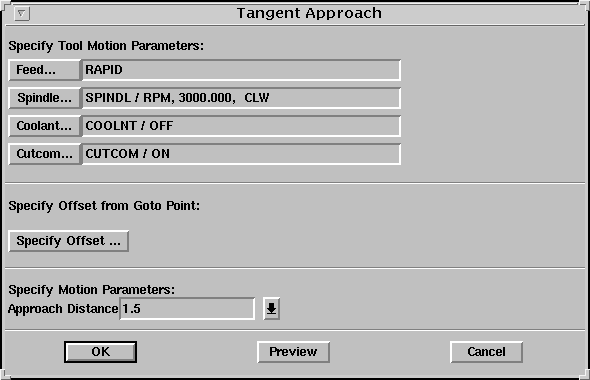 Tangent Approach
Specify Tool Motion Parameters:
Feed... RAPID
Spindle... SPINDL / RPM, 3000.000, CLW
Coolant... COOLNT / OFF
Cutcom... CUTCOM / ON
Specify Offset from Goto Point:
Specify Offset ...
Specify Motion Parameters:
Approach Distance 1.5
OK Preview Cancel